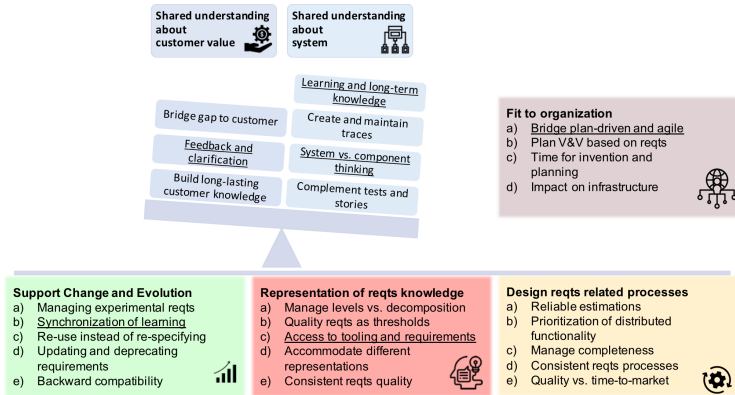 Shared understanding
about
customer value
Shared understanding
about
system
Learning and long-term
knowledge
Bridge gap to customer
Create and maintain
traces
Feedback and
clarification
System vs. component
thinking
Build long-lasting
customer knowledge
Complement tests and
stories
Fit to organization
a) Bridge plan-driven and agile
b) Plan V&V based on reqts
c) Time for invention and
planning
d) Impact on infrastructure
Support Change and Evolution
a) Managing experimental reqts
b) Synchronization of learning
c) Re-use instead of re-specifying
d) Updating and deprecating
requirements
e) Backward compatibility
Representation of reqts knowledge
a) Manage levels vs. decomposition
b) Quality reqts as thresholds
c) Access to tooling and requirements
d) Accommodate different
representations
e) Consistent reqts quality
Design reqts related processes
a) Reliable estimations
b) Prioritization of distributed
functionality
c) Manage completeness
d) Consistent reqts processes
e) Quality vs. time-to-market